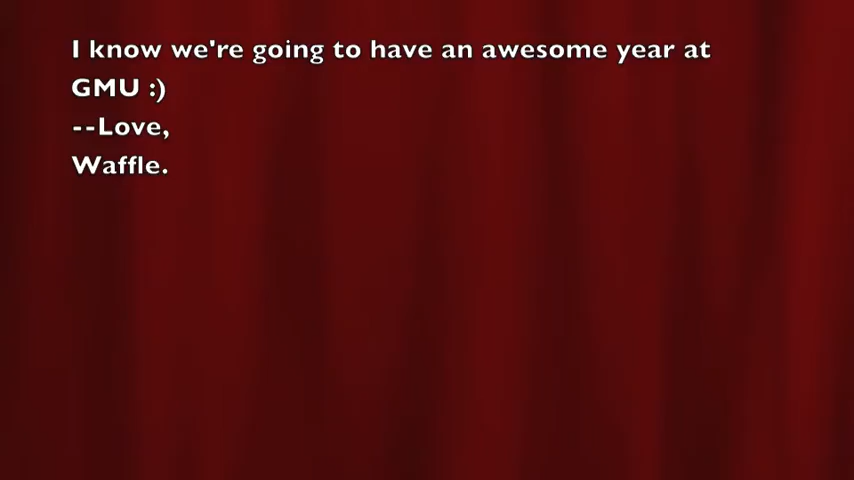 I know we're going to have an awesome year at
GMU :)
--Love,
Waffle.